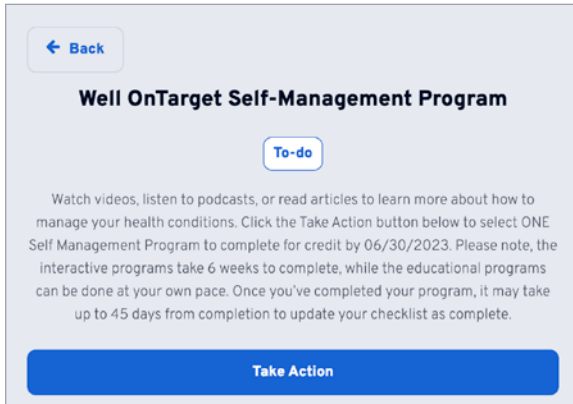 Back
Well OnTarget Self-Management Program
To-do
Watch videos, listen to podcasts, or read articles to learn more about how to
manage your health conditions. Click the Take Action button below to select ONE
Self Management Program to complete for credit by 06/30/2023. Please note, the
interactive programs take 6 weeks to complete, while the educational programs
can be done at your own pace. Once you've completed your program, it may take
up to 45 days from completion to update your checklist as complete.
Take Action